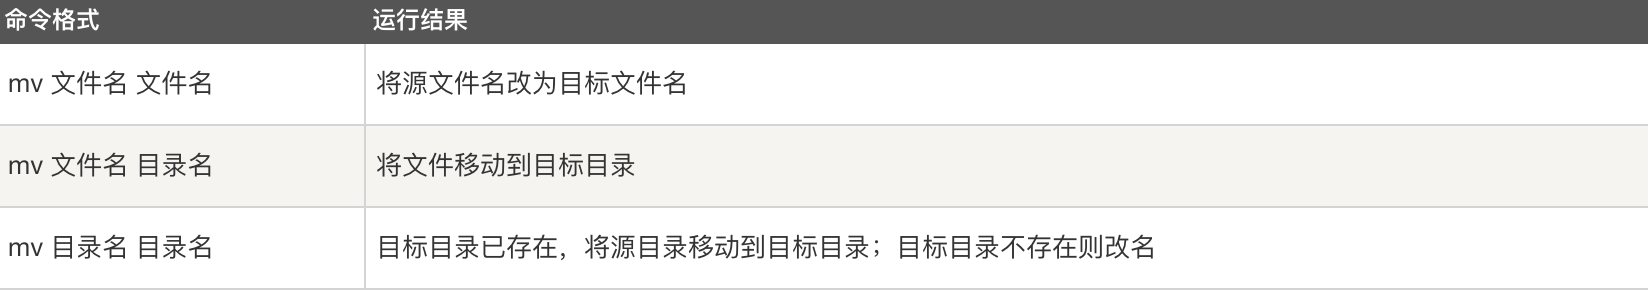 命令格式 运行结果
mv 文件名 文件名 将源文件名改为目标文件名
mv 文件名 目录名 将文件移动到目标目录
mv 目录名 目录名 目标目录已存在，将源目录移动到目标目录；目标目录不存在则改名